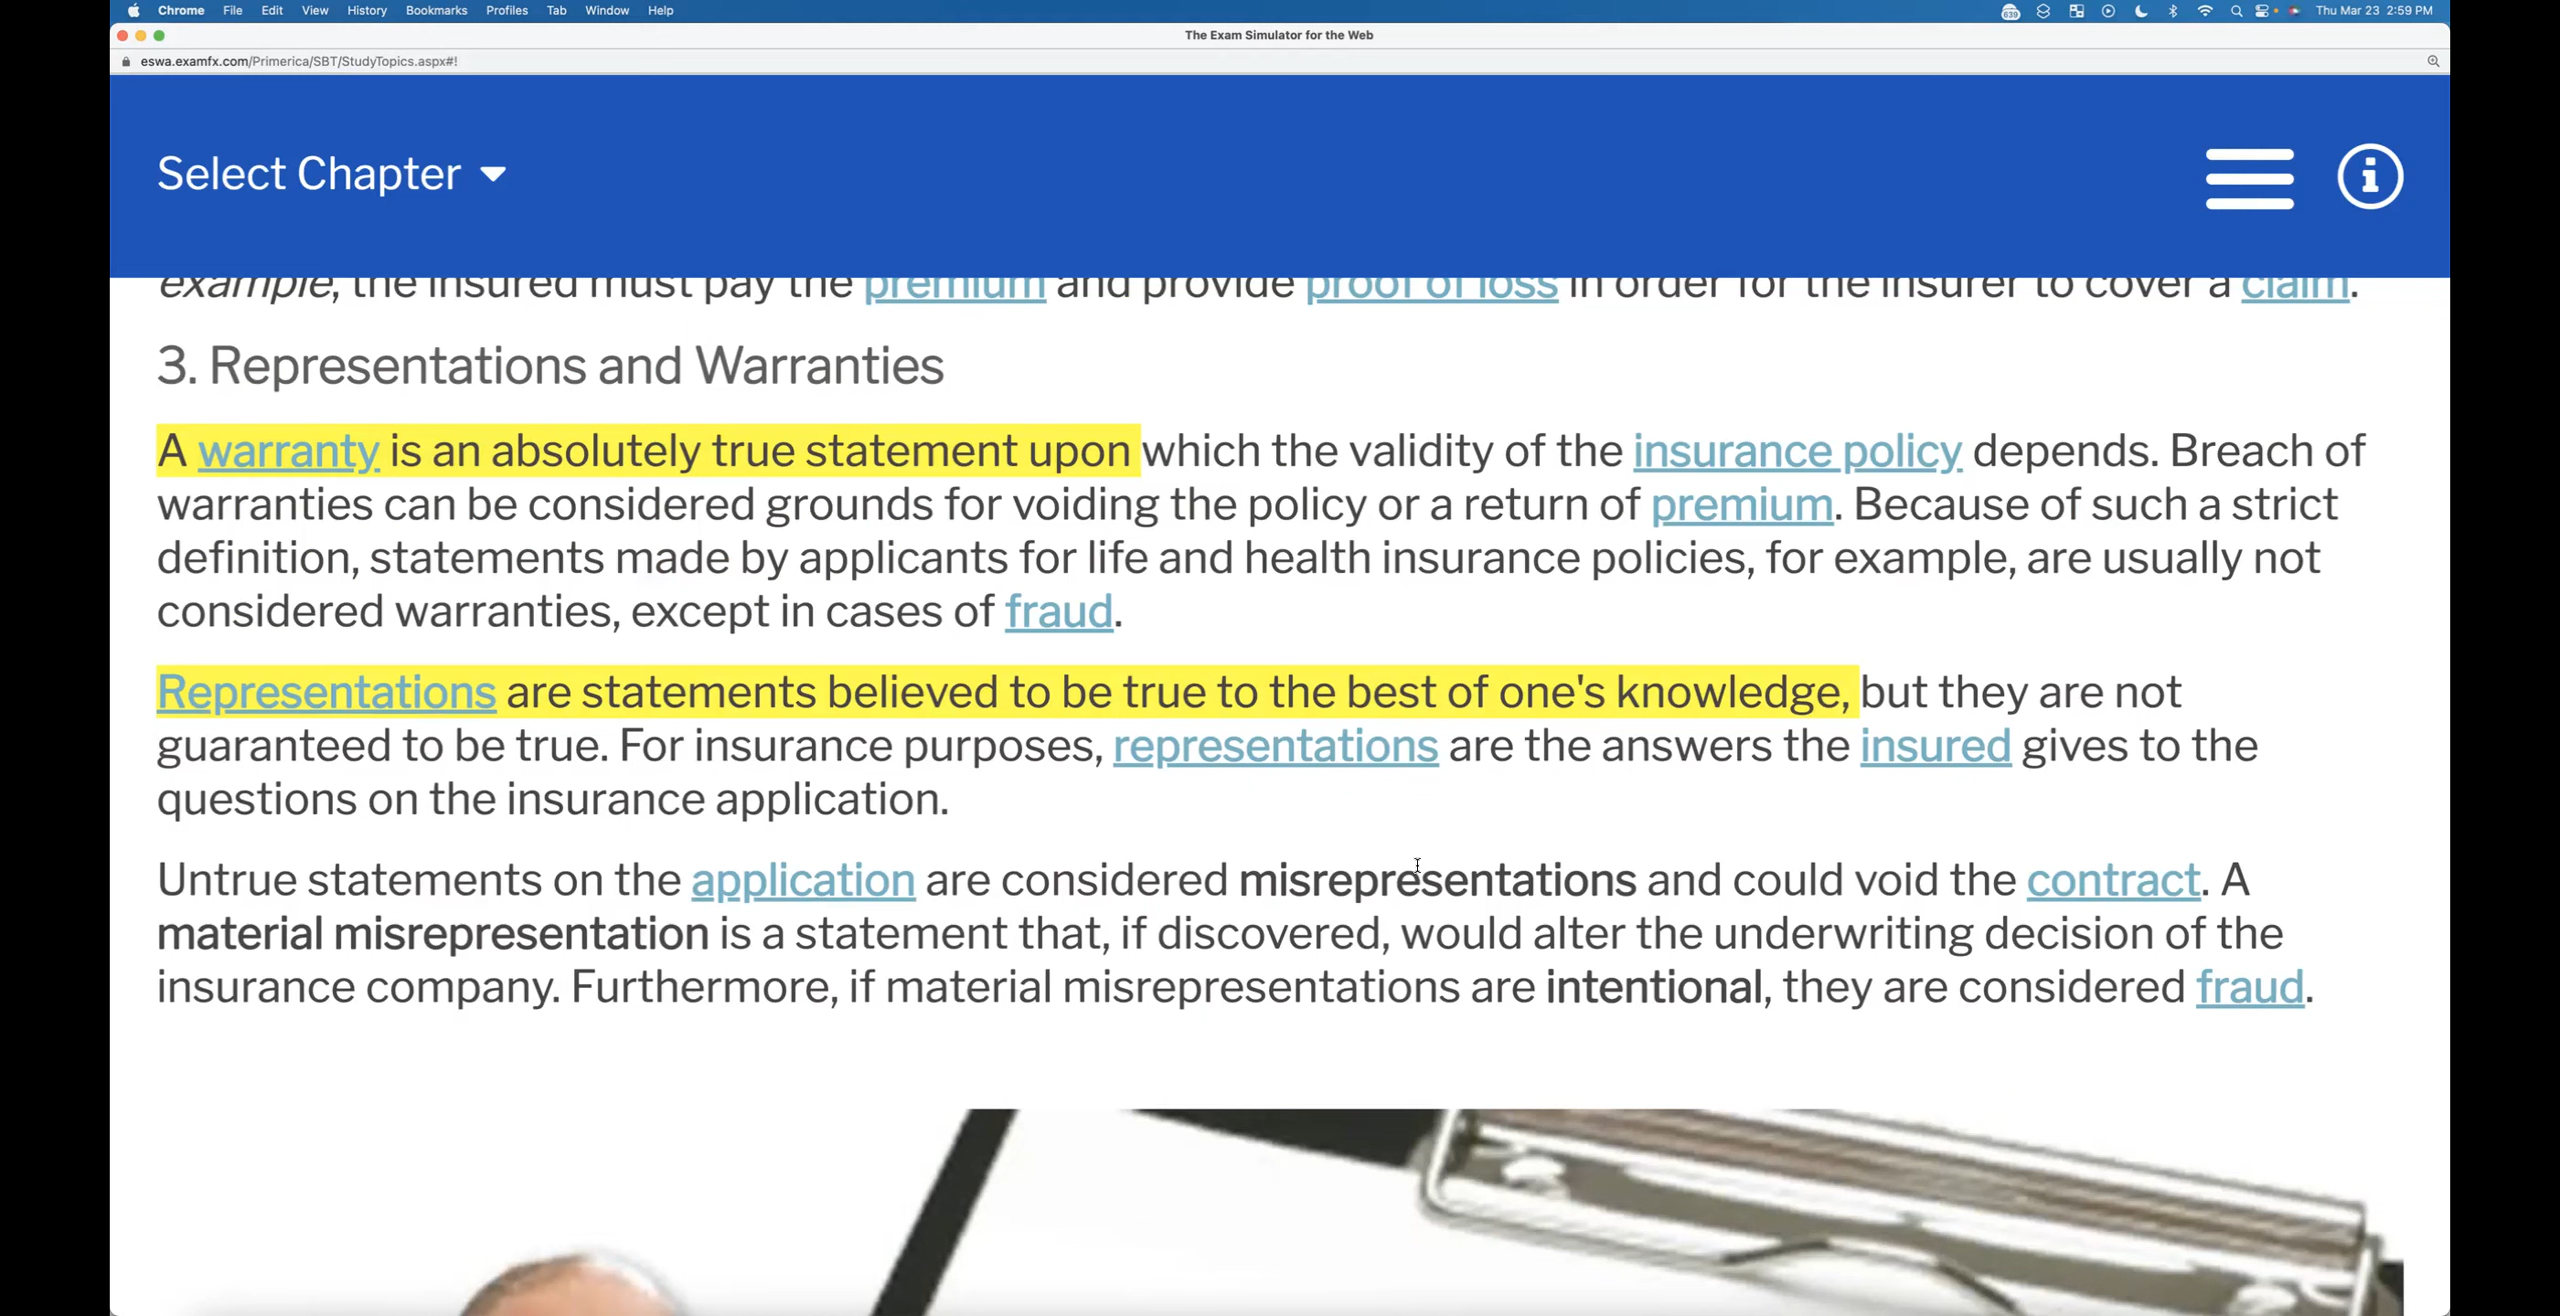 Chrome File Edit View History Bookmarks Profiles Tab Window Help 639 Thu Mar 23 2:59 PM
The Exam Simulator for the Web
eswa.examfx.com/Primerica/SBT/StudyTopics.aspx#!
Select Chapter
example, the insured must pay the premium and provide proof of loss in order for the insurer to cover a claim.
3. Representations and Warranties
A warranty is an absolutely true statement upon which the validity of the insurance policy depends. Breach of
warranties can be considered grounds for voiding the policy or a return of premium. Because of such a strict
definition, statements made by applicants for life and health insurance policies, for example, are usually not
considered warranties, except in cases of fraud.
Representations are statements believed to be true to the best of one's knowledge, but they are not
guaranteed to be true. For insurance purposes, representations are the answers the insured gives to the
questions on the insurance application.
Untrue statements on the application are considered misrepresentations and could void the contract. A
material misrepresentation is a statement that, if discovered, would alter the underwriting decision of the
insurance company. Furthermore, if material misrepresentations are intentional, they are considered fraud.